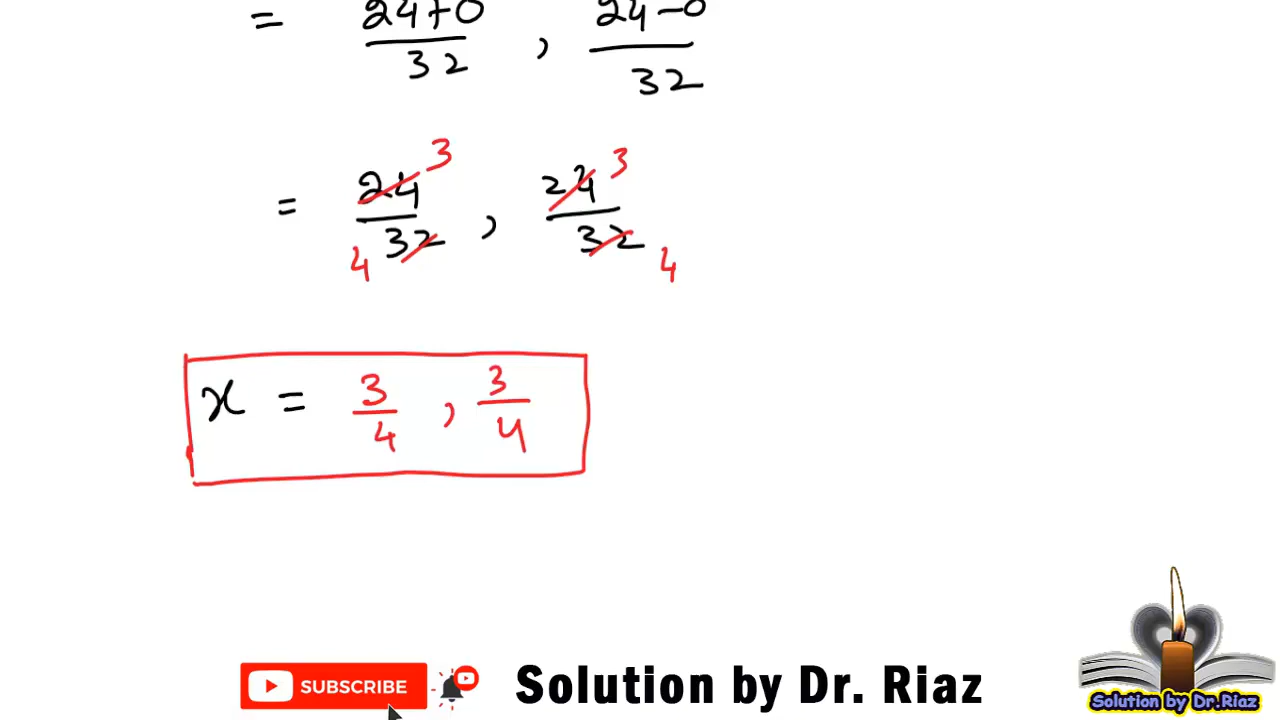 = 24+0/32 , 24-0/32
= 24/32 3 4 , 24/32 3 4
x = 3/4 , 3/4
SUBSCRIBE
Solution by Dr. Riaz
Solution by Dr.Riaz